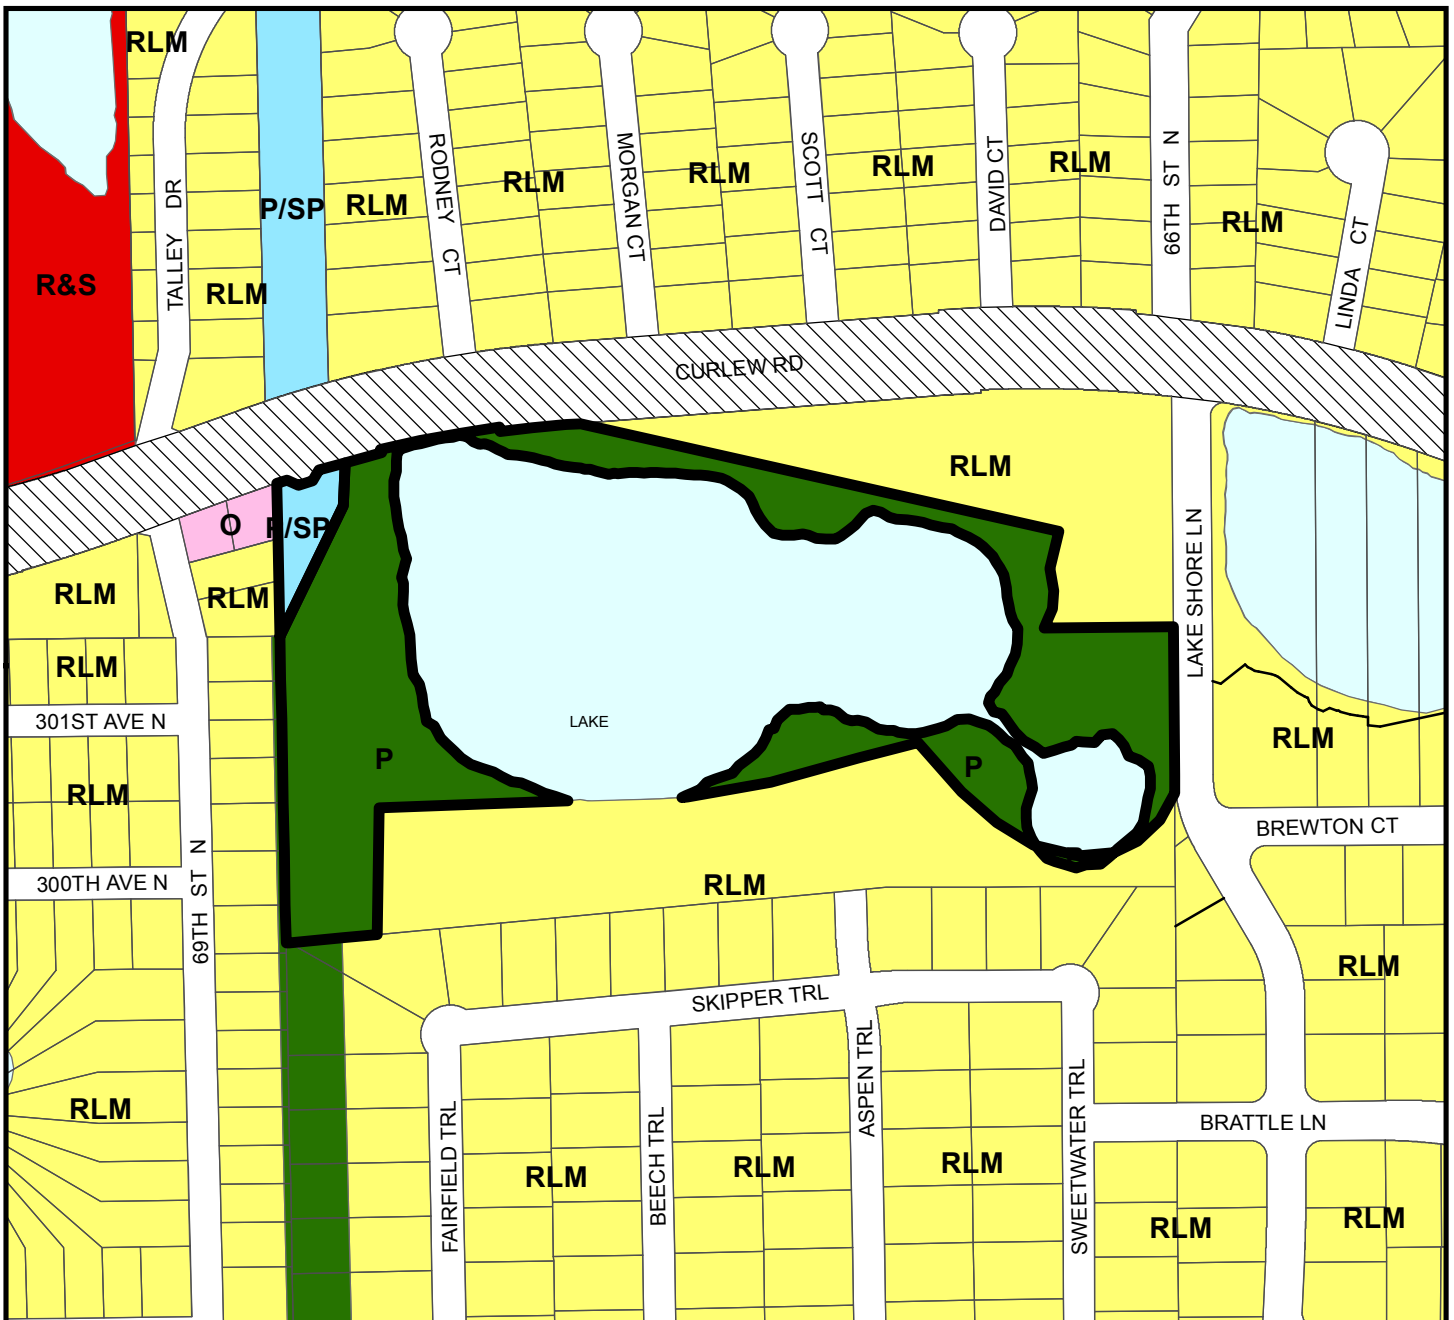 RLM
RODNEY CT
MORGAN CT
SCOTT CT
DAVID CT
66TH ST N
TALLEY DR
P/SP
RLM
RLM
RLM
RLM
RLM
RLM
LINDA CT
R&S
RLM
CURLEW RD
RLM
O
P/SP
LAKE SHORE LN
RLM
RLM
RLM
301ST AVE N
LAKE
P
P
RLM
RLM
BREWTON CT
300TH AVE N
69TH ST N
RLM
RLM
SKIPPER TRL
RLM
FAIRFIELD TRL
BEECH TRL
ASPEN TRL
SWEETWATER TRL
BRATTLE LN
RLM
RLM
RLM
RLM
RLM